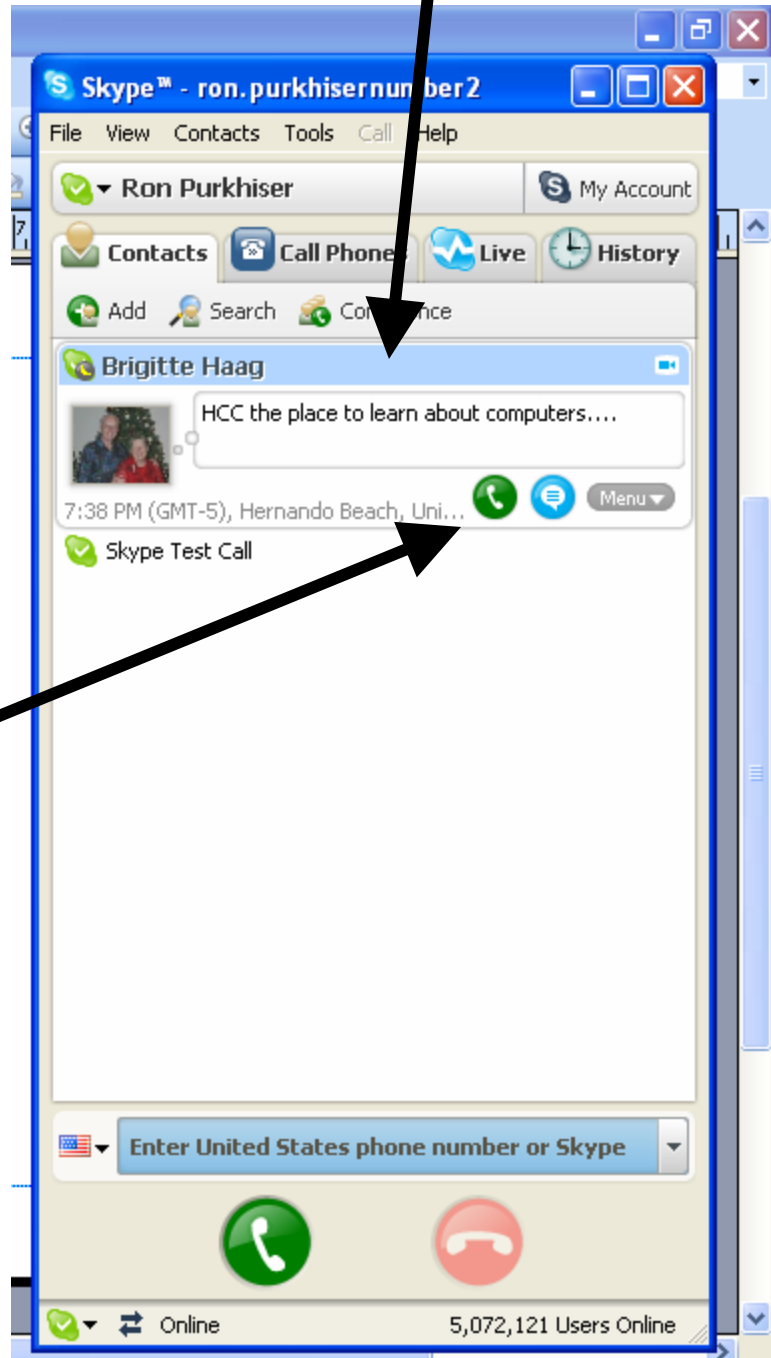 Skype™ - ron.purkhisernumber2
File View Contacts Tools Call Help
Ron Purkhiser My Account
7
Contacts Call Phones Live History
Add Search Conference
Brigitte Haag
HCC the place to learn about computers....
7:38 PM (GMT-5), Hernando Beach, Uni...
Menu
Skype Test Call
Enter United States phone number or Skype
Online 5,072,121 Users Online